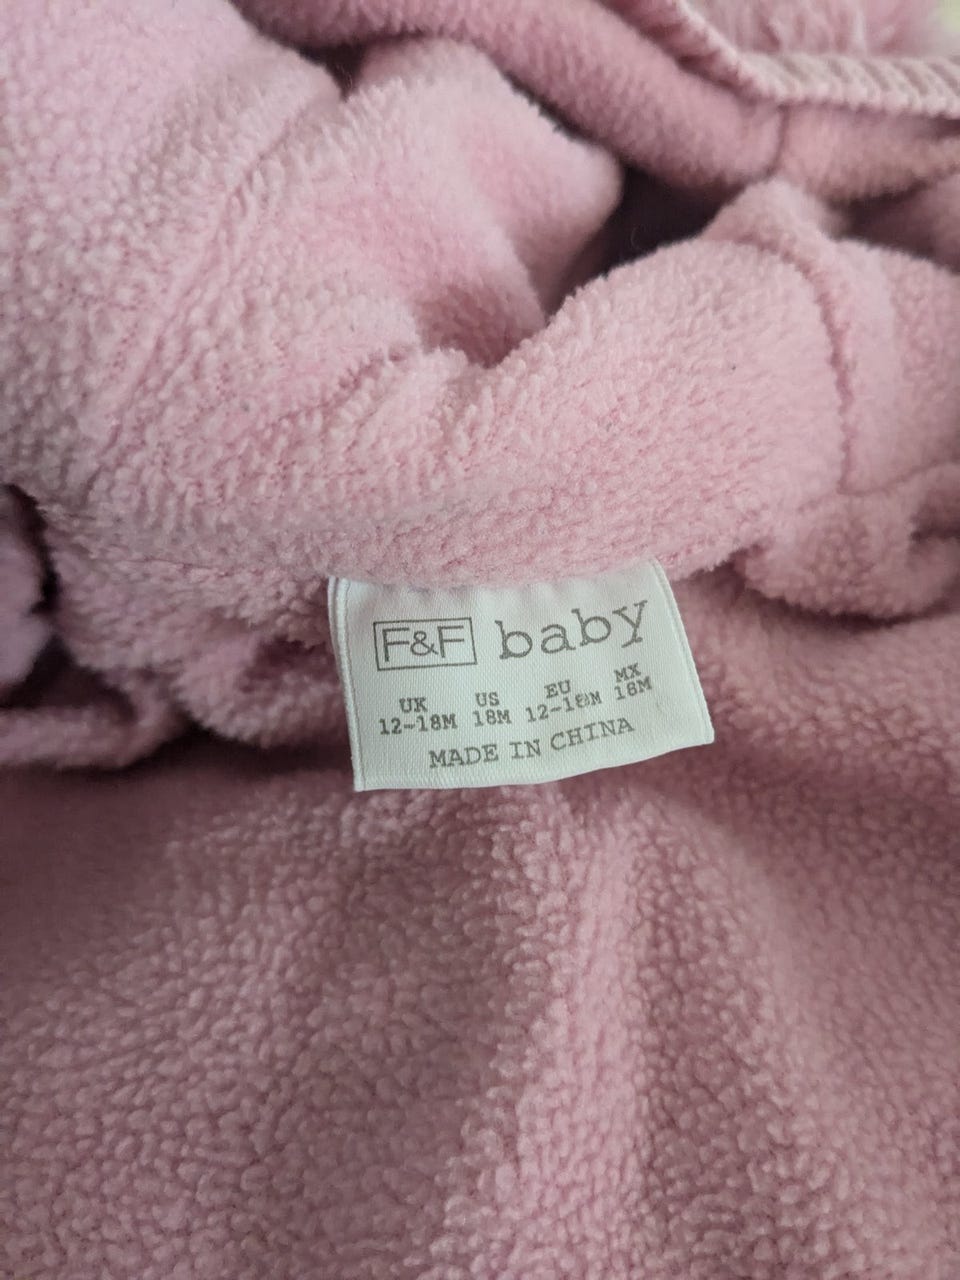 F&F baby
UK US EU MX
12-18M 18M 12-18M 18M
MADE IN CHINA